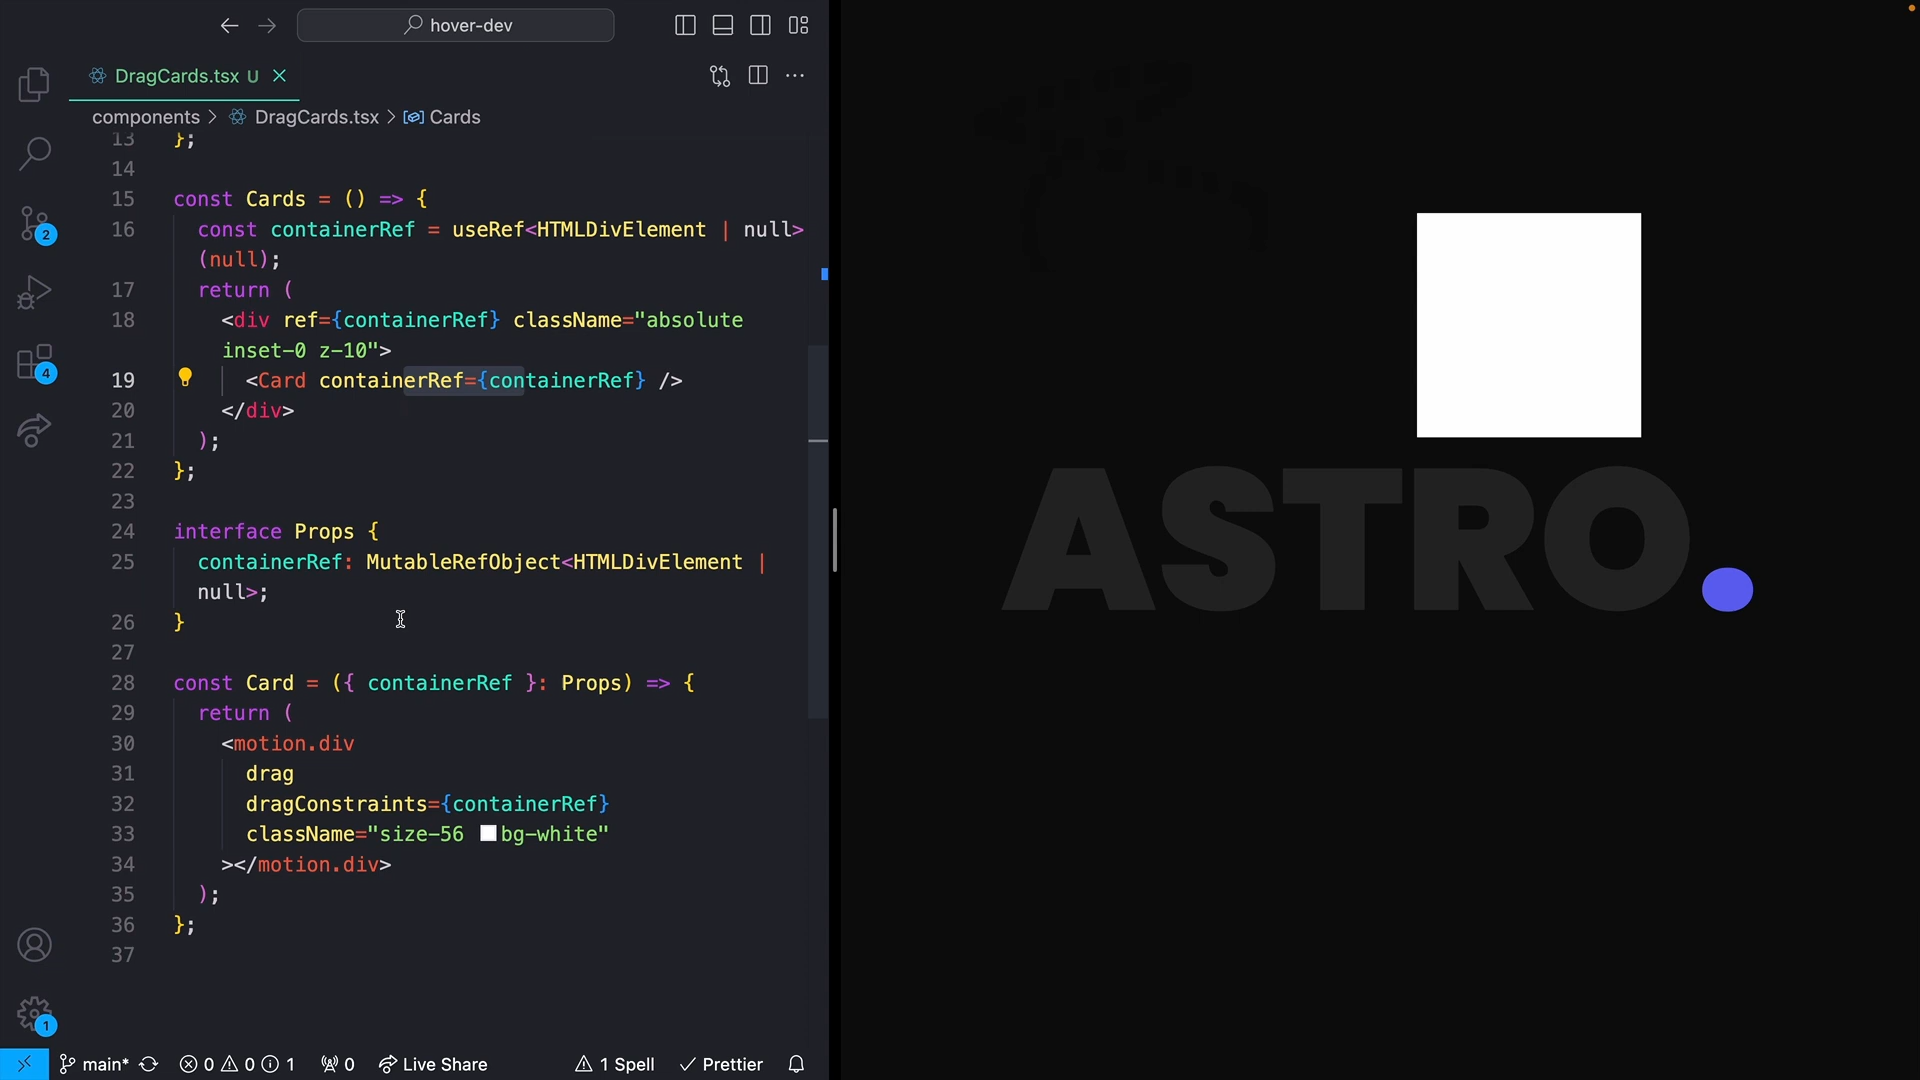 hover-dev
DragCards.tsx U
components > DragCards.tsx > Cards
13 };
14
15 const Cards = () => {
16 const containerRef = useRef<HTMLDivElement | null>
(null);
17 return (
18 <div ref={containerRef} className="absolute
inset-0 z-10">
19 <Card containerRef={containerRef} />
20 </div>
21 );
22 };
23
24 interface Props {
25 containerRef: MutableRefObject<HTMLDivElement |
null>;
26 }
27
28 const Card = ({ containerRef }: Props) => {
29 return (
30 <motion.div
31 drag
32 dragConstraints={containerRef}
33 className="size-56 bg-white"
34 ></motion.div>
35 );
36 };
37
2
4
1
main* 0 0 1 0 Live Share 1 Spell Prettier
ASTRO.